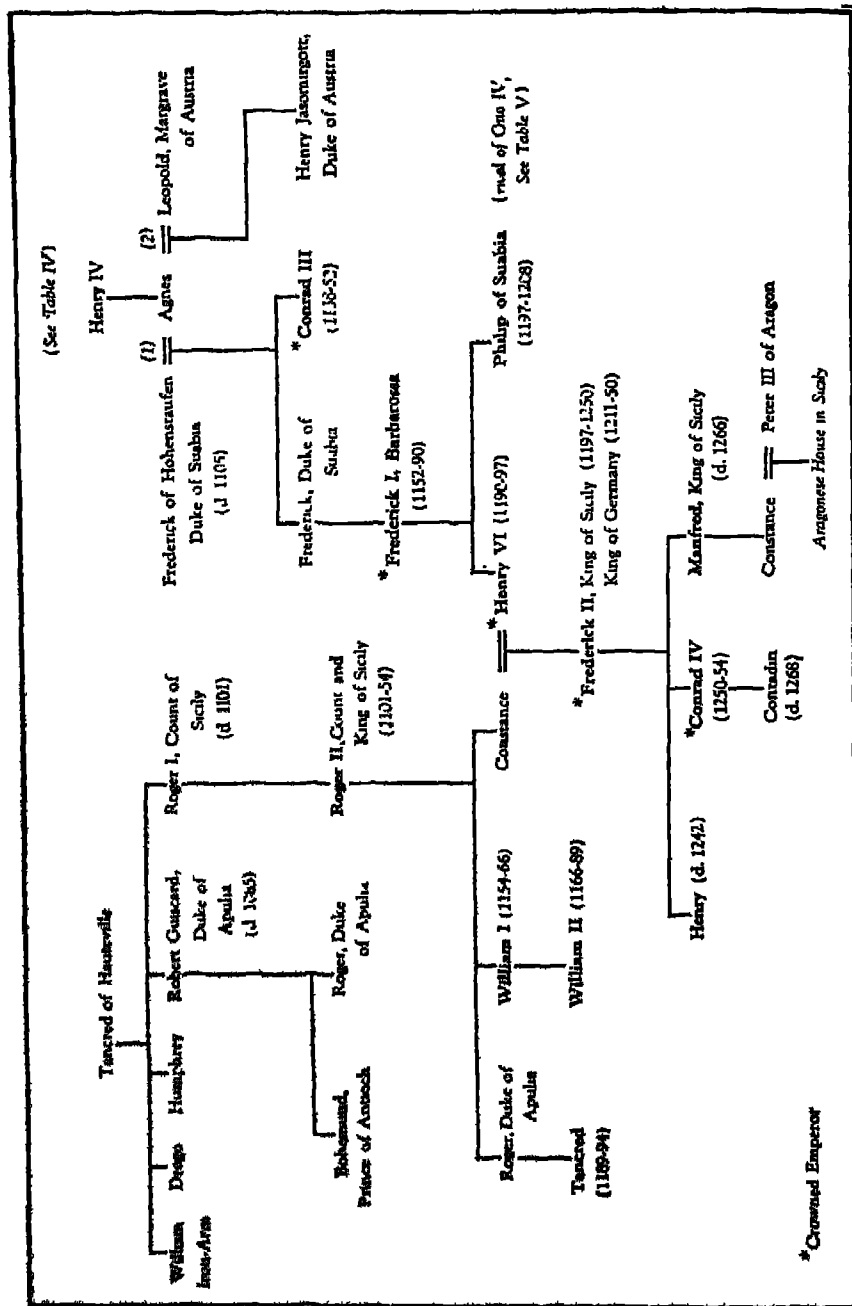 (See Table IV)
Tancred of Hauteville
Henry IV
William
Iron-Arm
Drogo
Humphrey
Robert Guiscard,
Duke of
Apulia
(d 1085)
Roger I, Count of
Sicily
(d 1101)
Frederick of Hohenstaufen
Duke of Suabia
(d 1105)
(1)
Agnes
(2)
Leopold, Margrave
of Austria
Bohemund,
Prince of Antioch
Roger, Duke
of Apulia
Roger II, Count and
King of Sicily
(1101-54)
Frederick, Duke of
Suabia
*Conrad III
(1138-52)
Henry Jasomirgott,
Duke of Austria
*Frederick I, Barbarossa
(1152-90)
Roger, Duke of
Apulia
William I (1154-66)
Constance
*Henry VI (1190-97)
Philip of Suabia
(1197-1208)
(rival of Otto IV,
See Table V)
Tancred
(1189-94)
William II (1166-89)
*Frederick II, King of Sicily (1197-1250)
King of Germany (1211-50)
Henry (d. 1242)
*Conrad IV
(1250-54)
Manfred, King of Sicily
(d. 1266)
Conradin
(d. 1268)
Constance
Peter III of Aragon
Aragonese House in Sicily
*Crowned Emperor